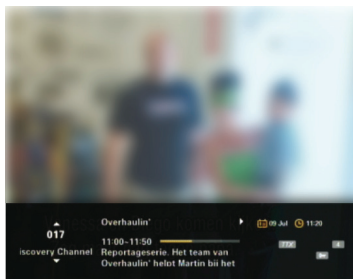 Overhaulin'
09 Jul 11:20
017
11:00-11:50
iscovery Channel
Reportageserie. Het team van
Overhaulin' helpt Martin bij het